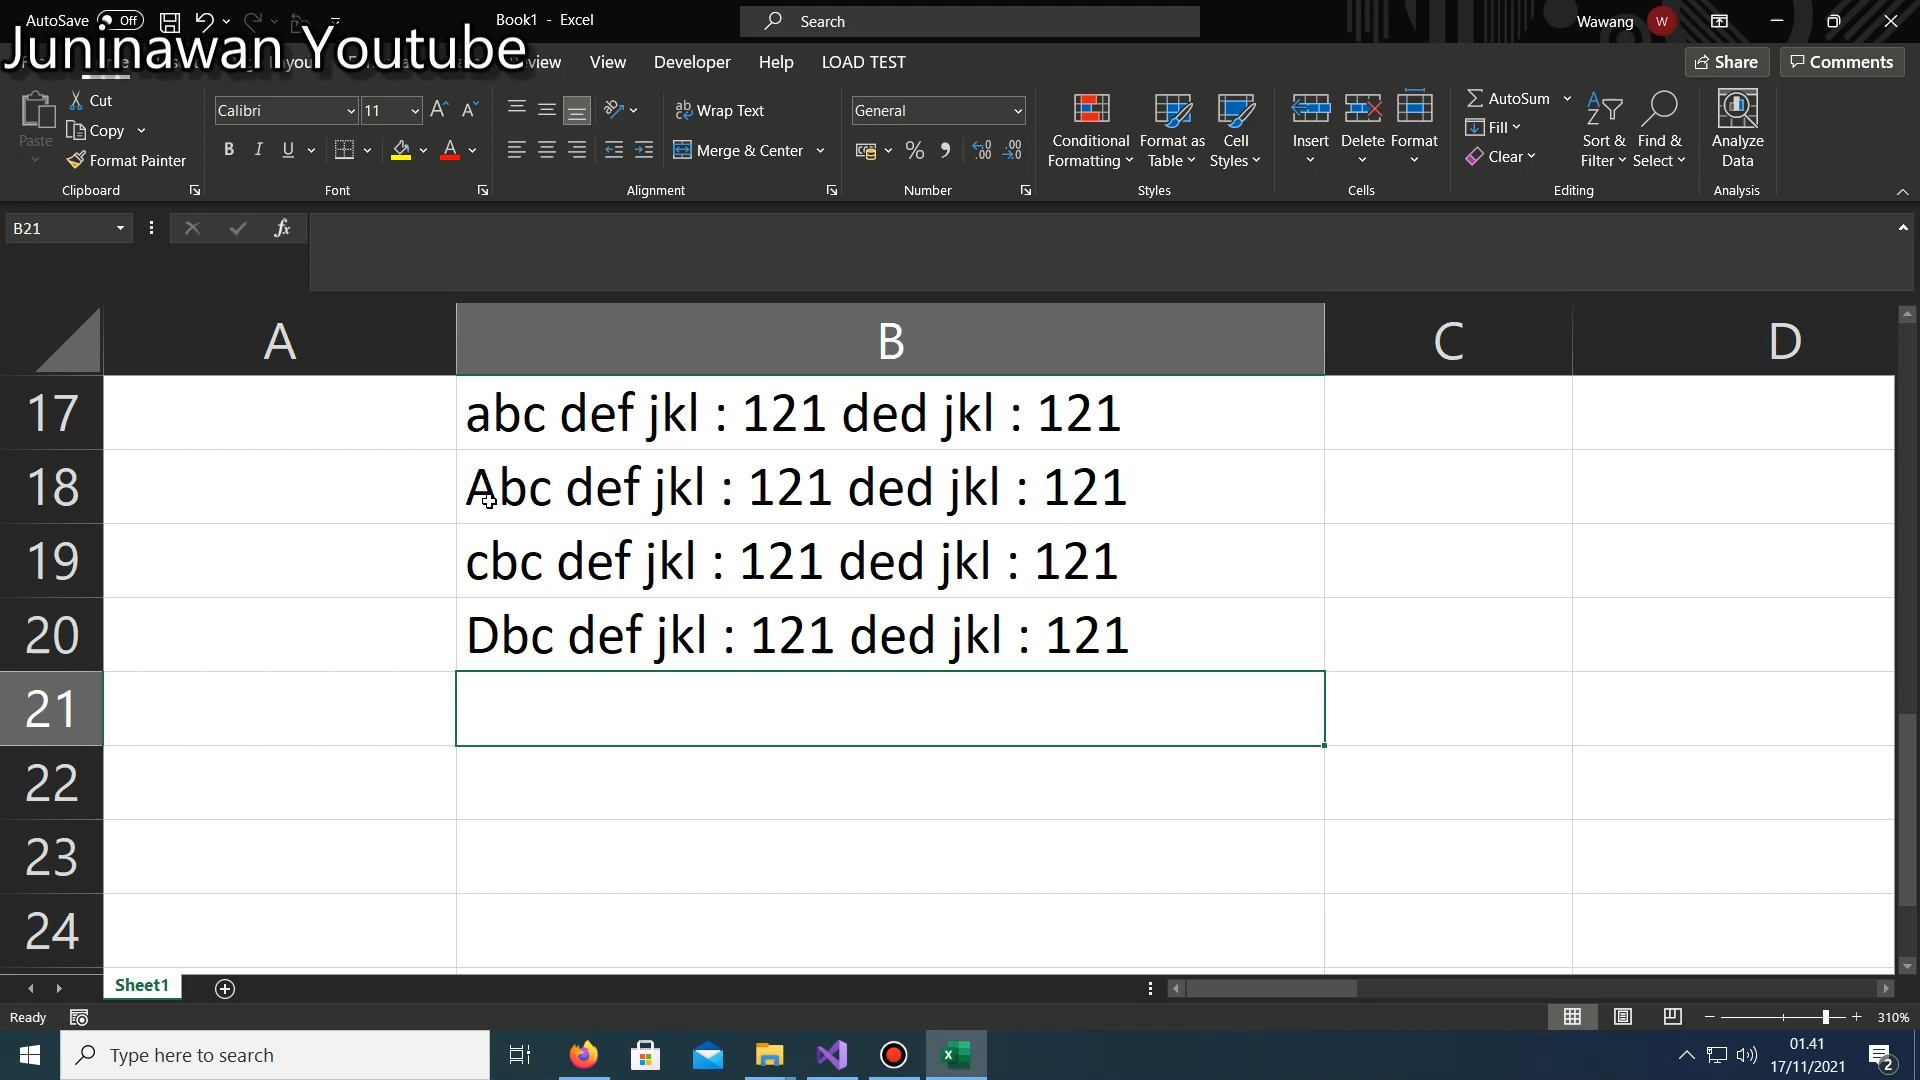 AutoSave Off Book1 - Excel Search Wawang W
Juninawan Youtube
View Developer Help LOAD TEST Share Comments
Paste Cut Copy Format Painter Clipboard
Calibri 11 B I U A Font
Wrap Text Merge & Center Alignment
General % Number
Conditional Formatting Format as Table Cell Styles Styles
Insert Delete Format Cells
AutoSum Fill Clear Sort & Filter Find & Select Editing
Analyze Data Analysis
B21 fx
A B C D
17 abc def jkl : 121 ded jkl : 121
18 Abc def jkl : 121 ded jkl : 121
19 cbc def jkl : 121 ded jkl : 121
20 Dbc def jkl : 121 ded jkl : 121
21
22
23
24
Sheet1
Ready 310%
Type here to search 01.41
17/11/2021 2